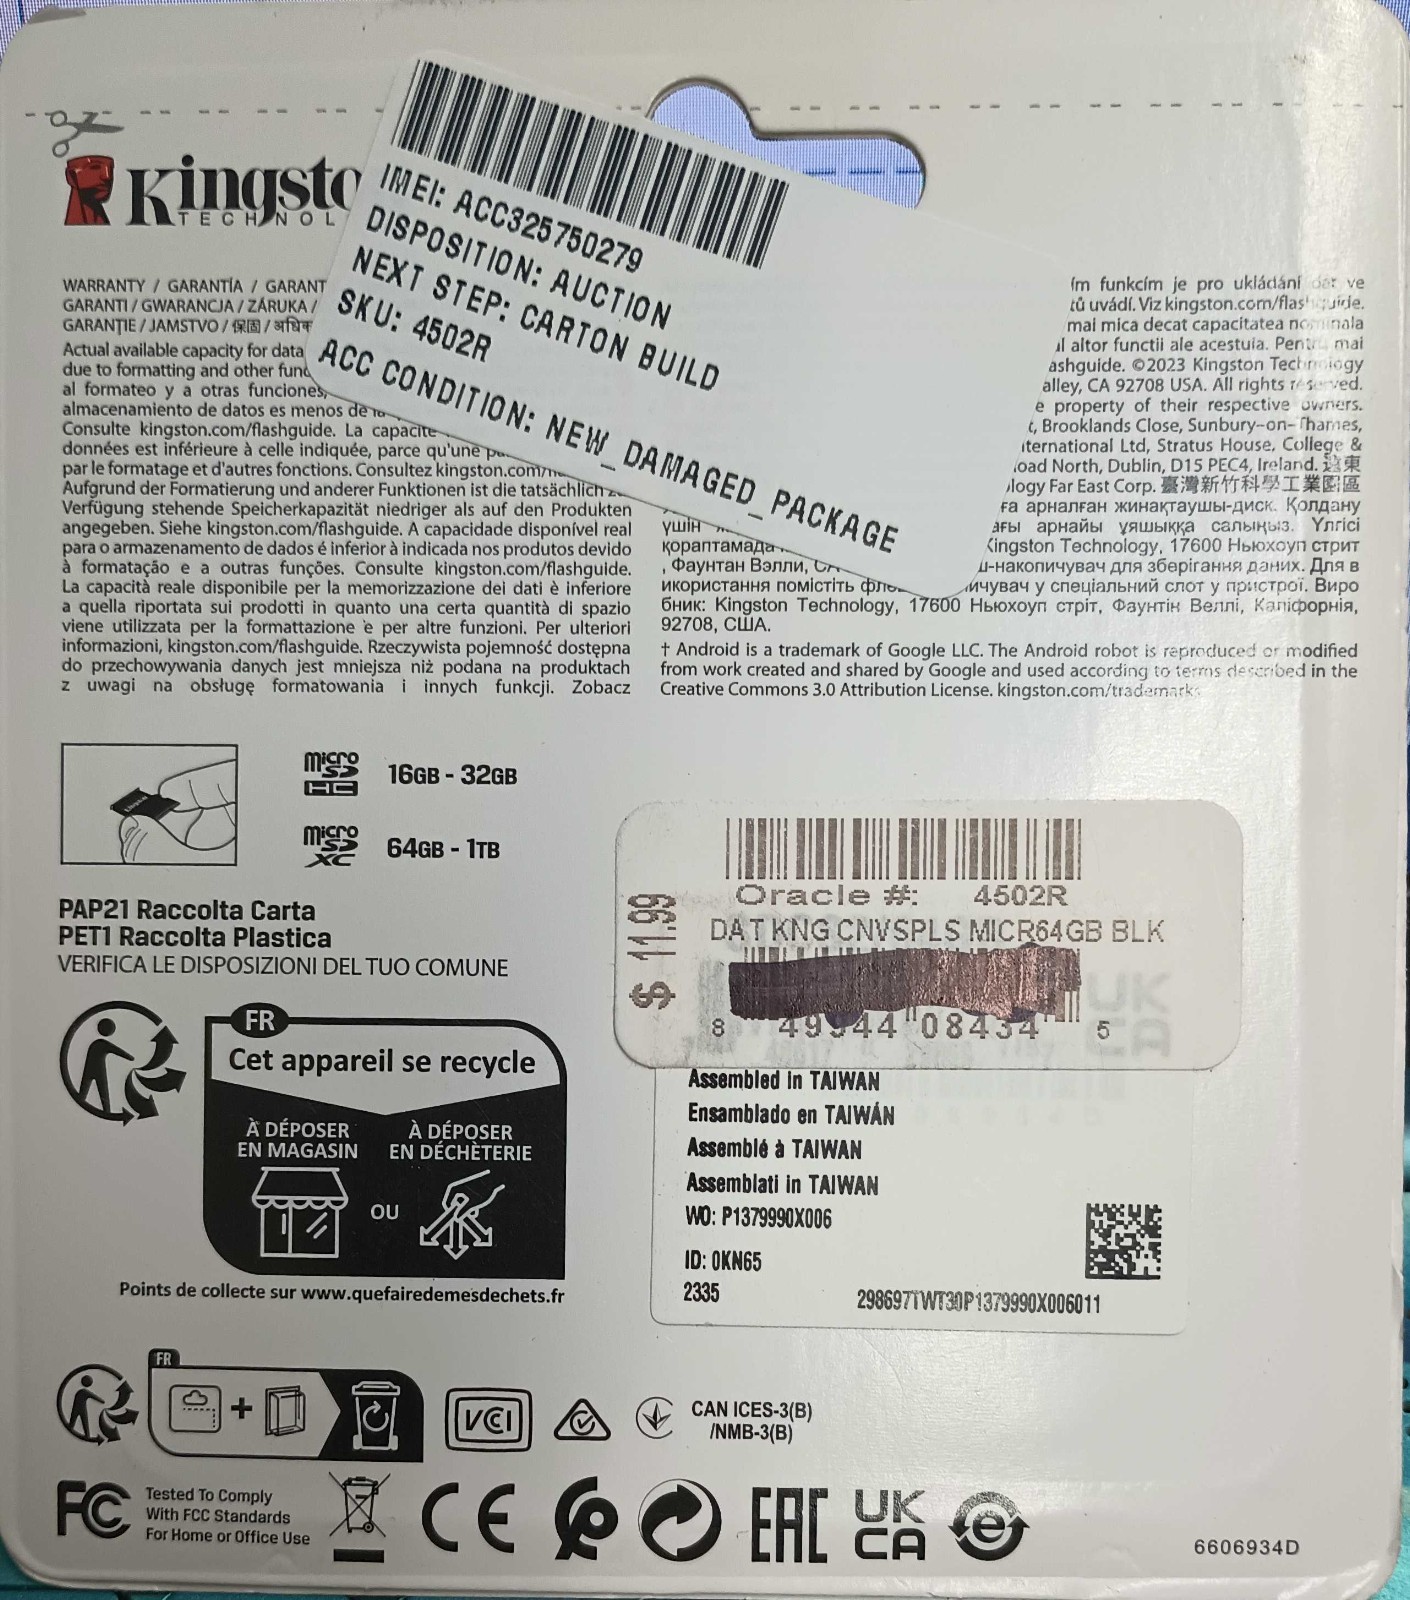 Kingsto
TECHNOL
IMEI: ACC325750279
DISPOSITION: AUCTION
NEXT STEP: CARTON BUILD
SKU: 4502R
ACC CONDITION: NEW_DAMAGED_PACKAGE
WARRANTY / GARANTÍA / GARANT
GARANTI / GWARANCJA / ZÁRUKA /
GARANȚIE / JAMSTVO / 保固 /
Actual available capacity for data
due to formatting and other func
al formateo y a otras funciones,
almacenamiento de datos es menos de
Consulte kingston.com/flashguide. La capacité
données est inférieure à celle indiquée, parce qu'une
par le formatage et d'autres fonctions. Consultez kingston.com/
Aufgrund der Formatierung und anderer Funktionen ist die tatsächlich
Verfügung stehende Speicherkapazität niedriger als auf den Produkten
angegeben. Siehe kingston.com/flashguide. A capacidade disponível real
para o armazenamento de dados é inferior à indicada nos produtos devido
à formatação e a outras funções. Consulte kingston.com/flashguide.
La capacità reale disponibile per la memorizzazione dei dati è inferiore
a quella riportata sui prodotti in quanto una certa quantità di spazio
viene utilizzata per la formattazione e per altre funzioni. Per ulteriori
informazioni, kingston.com/flashguide. Rzeczywista pojemność dostępna
do przechowywania danych jest mniejsza niż podana na produktach
z uwagi na obsługę formatowania i innych funkcji. Zobacz
ím funkcím je pro ukládání dat ve
tů uvádí. Viz kingston.com/flashguide.
mai mica decat capacitatea nominala
l altor functii ale acestuia. Pentru mai
ashguide. ©2023 Kingston Technology
alley, CA 92708 USA. All rights reserved.
e property of their respective owners.
t, Brooklands Close, Sunbury-on-Thames,
ternational Ltd, Stratus House, College &
oad North, Dublin, D15 PEC4, Ireland. 遠東
logy Far East Corp. 臺灣新竹科學工業園區
ға арналған жинақтаушы-диск. Қолдану
үшін
ағы арнайы ұяшыққа салыңыз. Үлгісі
қораптамада
Kingston Technology, 17600 Ньюхоуп стрит
, Фаунтан Вэлли,
ш-накопичувач для зберігання даних. Для в
икористання помістіть
ичувач у спеціальний слот у пристрої. Виро
бник: Kingston Technology, 17600 Ньюхоуп стріт, Фаунтін Веллі, Каліфорнія,
92708, США.
† Android is a trademark of Google LLC. The Android robot is reproduced or modified
from work created and shared by Google and used according to terms described in the
Creative Commons 3.0 Attribution License. kingston.com/trademarks
micro SD HC 16GB - 32GB
micro SD XC 64GB - 1TB
PAP21 Raccolta Carta
PET1 Raccolta Plastica
VERIFICA LE DISPOSIZIONI DEL TUO COMUNE
FR
Cet appareil se recycle
À DÉPOSER EN MAGASIN
OU
À DÉPOSER EN DÉCHÈTERIE
Points de collecte sur www.quefairedemesdechets.fr
$ 11.99
Oracle #: 4502R
DAT KNG CNVSPLS MICR64GB BLK
8 49944 08434 5
UK
CA
Assembled in TAIWAN
Ensamblado en TAIWÁN
Assemblé à TAIWAN
Assemblati in TAIWAN
WO: P1379990X006
ID: 0KN65
2335
298697TWT30P1379990X006011
FR
+
VCI
CAN ICES-3(B)
/NMB-3(B)
FC
Tested To Comply
With FCC Standards
For Home or Office Use
CE
EAC
UK
CA
e
6606934D